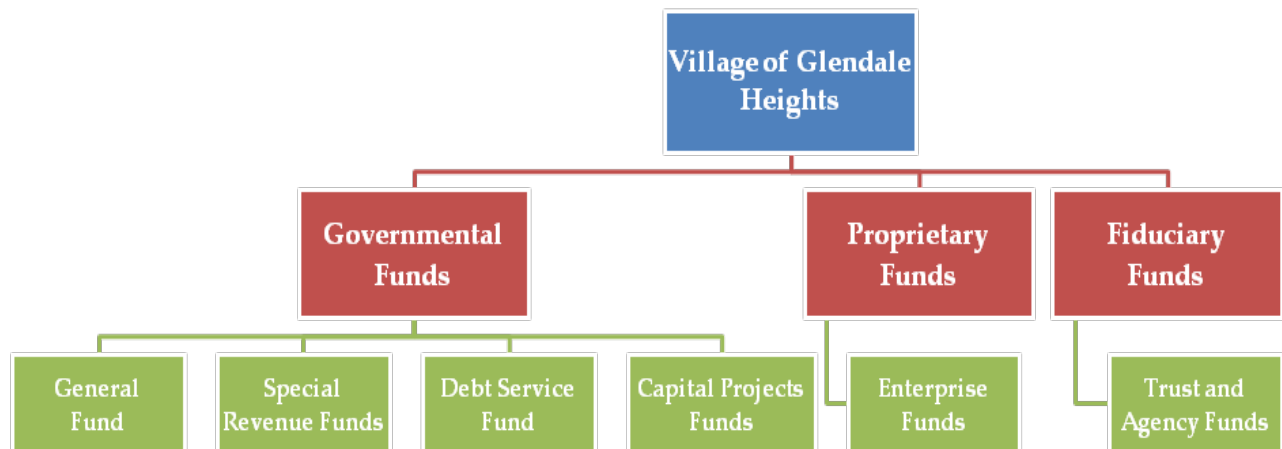 Village of Glendale
Heights
Governmental
Funds
Proprietary
Funds
Fiduciary
Funds
General
Fund
Special
Revenue Funds
Debt Service
Fund
Capital Projects
Funds
Enterprise
Funds
Trust and
Agency Funds